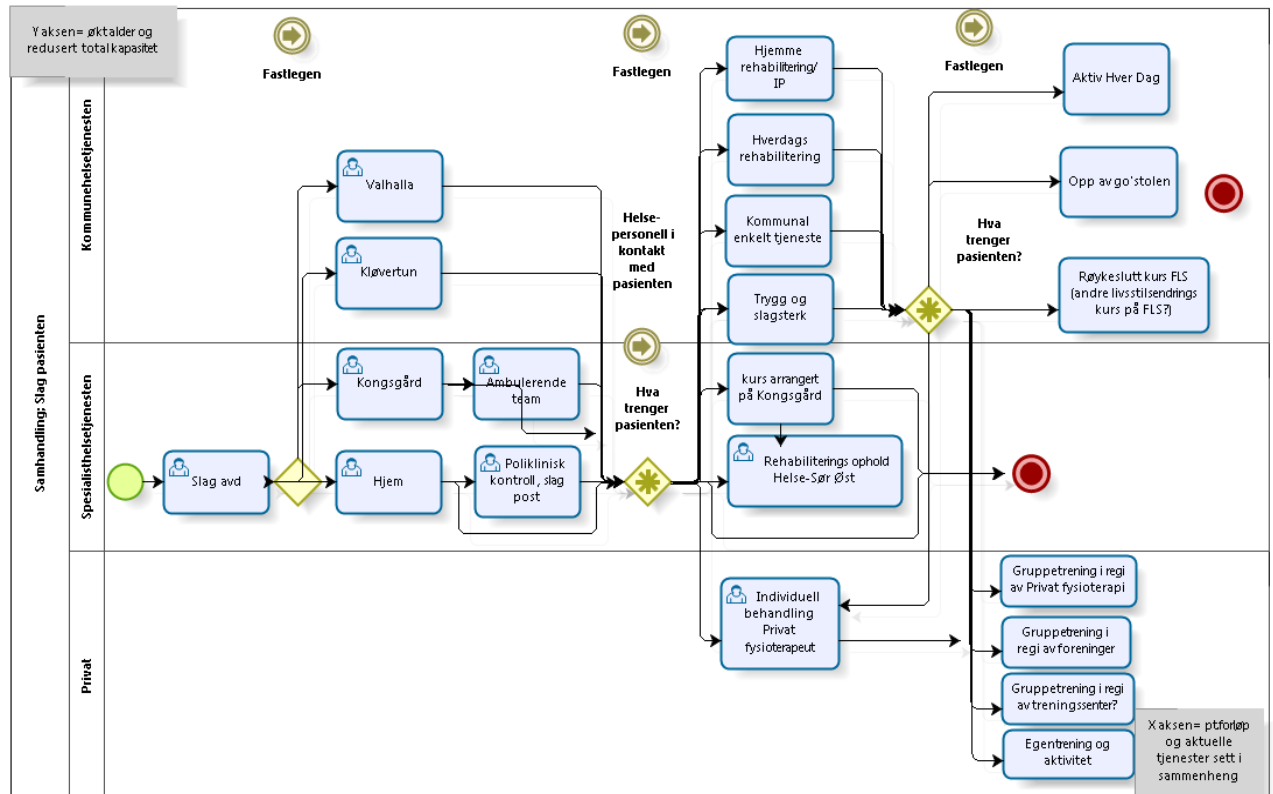 Y aksen= økt alder og
redusert total kapasitet
Samhandling; Slag pasienten
Kommunehelsetjenesten
Spesialisthelsetjenesten
Privat
Fastlegen
Fastlegen
Fastlegen
Valhalla
Kløvertun
Kongsgård
Ambulerende
team
Slag avd
Hjem
Poliklinisk
kontroll, slag
post
Helse-
personell i
kontakt
med
pasienten
Hva
trenger
pasienten?
Hjemme
rehabilitering/
IP
Hverdags
rehabilitering
Kommunal
enkelt tjeneste
Trygg og
slagsterk
kurs arrangert
på Kongsgård
Rehabiliterings ophold
Helse-Sør Øst
Individuell
behandling
Privat
fysioterapeut
Hva
trenger
pasienten?
Aktiv Hver Dag
Opp av go'stolen
Røykeslutt kurs FLS
(andre livsstilsendrings
kurs på FLS?)
Gruppetrening i regi
av Privat fysioterapi
Gruppetrening i
regi av foreninger
Gruppetrening i regi
av treningssenter?
Egentrening og
aktivitet
X aksen= pt.forløp
og aktuelle
tjenester sett i
sammenheng